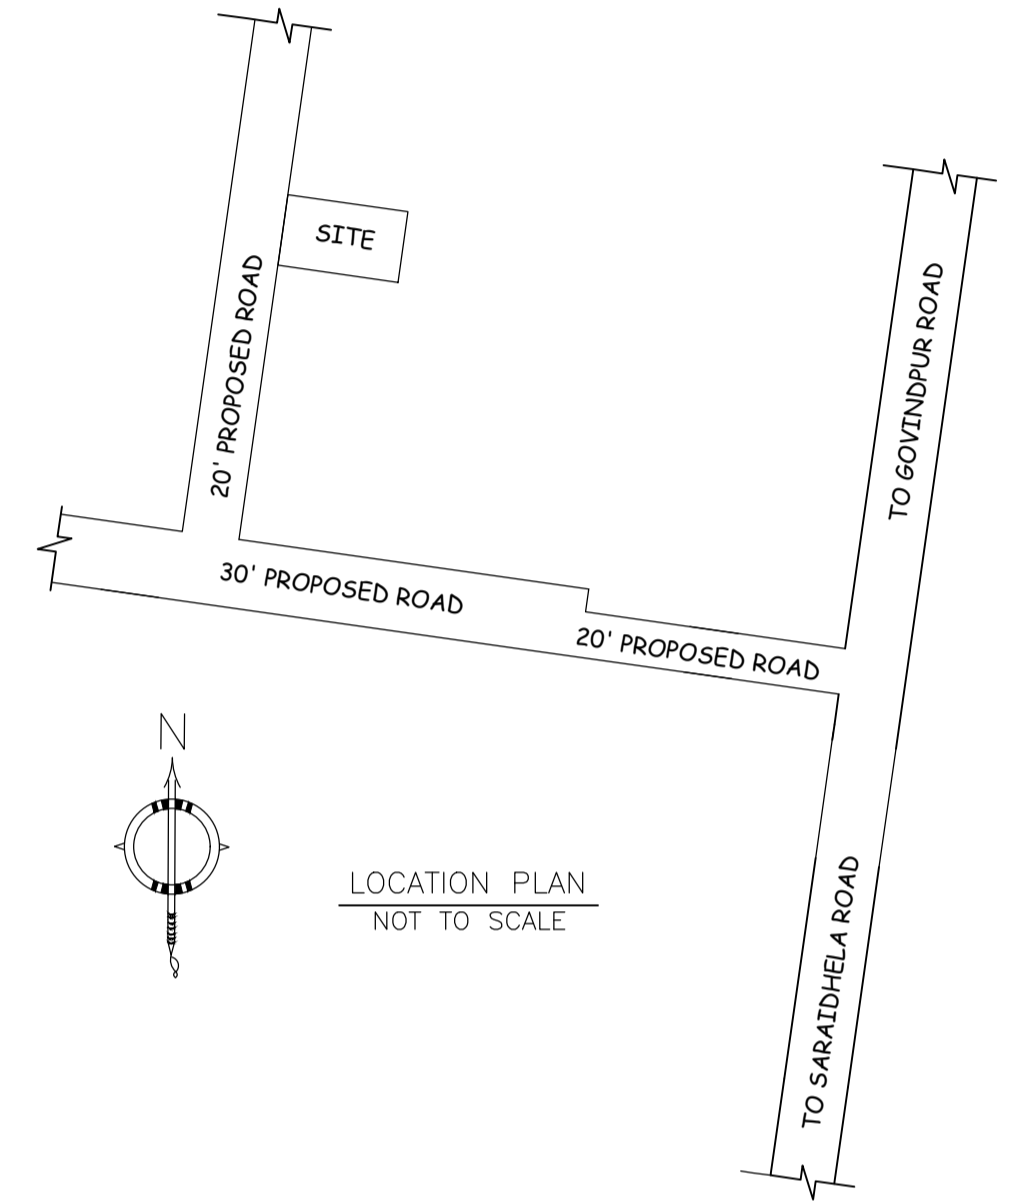 SITE
20' PROPOSED ROAD
TO GOVINDPUR ROAD
30' PROPOSED ROAD
20' PROPOSED ROAD
N
LOCATION PLAN
NOT TO SCALE
TO SARAIDHELA ROAD